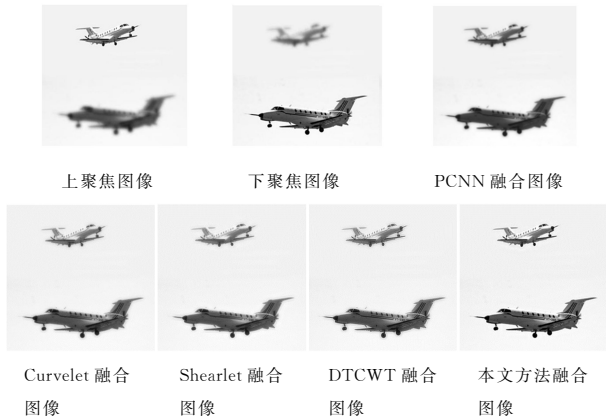 上聚焦图像
下聚焦图像
PCNN 融合图像
Curvelet 融合
图像
Shearlet 融合
图像
DTCWT 融合
图像
本文方法融合
图像